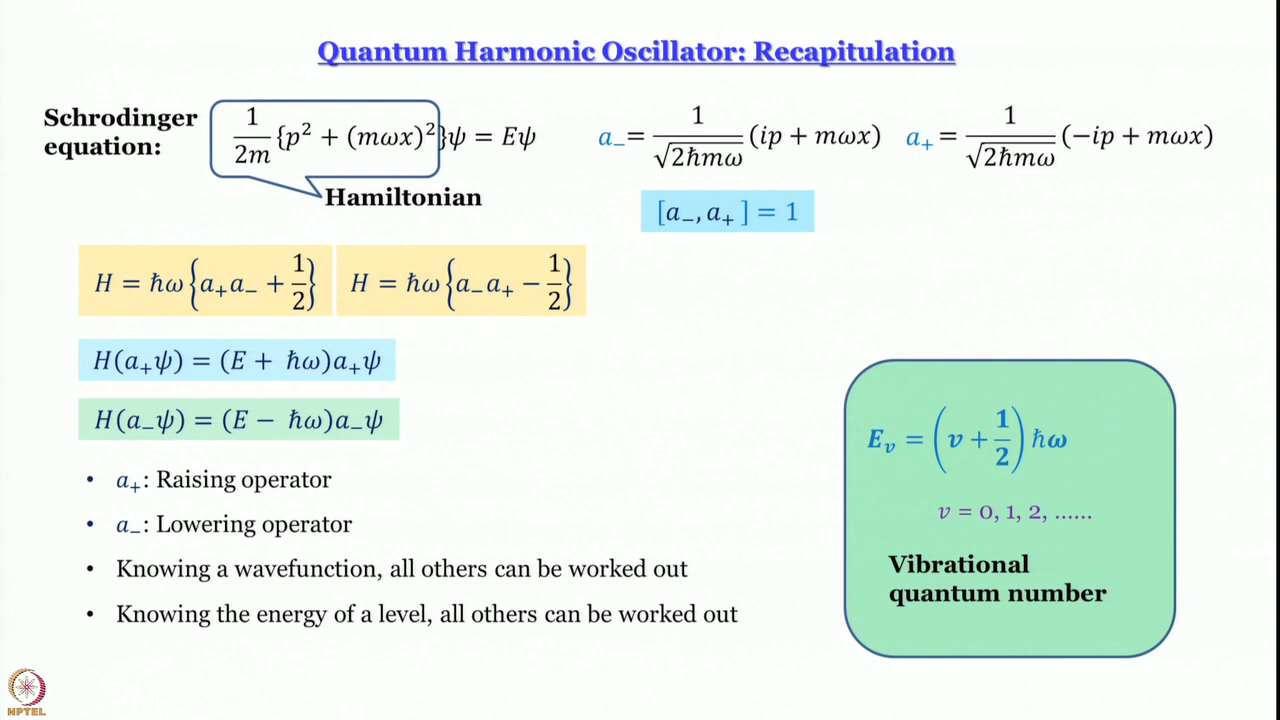 Quantum Harmonic Oscillator: Recapitulation
Schrodinger equation: 1/2m {p² + (mωx)²}ψ = Eψ
a₋= 1/√2ℏmω (ip + mωx) a₊ = 1/√2ℏmω (−ip + mωx)
Hamiltonian
[a₋, a₊ ] = 1
H = ℏω{a₊a₋ + 1/2} H = ℏω{a₋a₊ − 1/2}
H(a₊ψ) = (E + ℏω)a₊ψ
H(a₋ψ) = (E − ℏω)a₋ψ
• a₊: Raising operator
• a₋: Lowering operator
• Knowing a wavefunction, all others can be worked out
• Knowing the energy of a level, all others can be worked out
Eᵥ = (v + 1/2) ℏω
v = 0, 1, 2, ......
Vibrational
quantum number
NPTEL